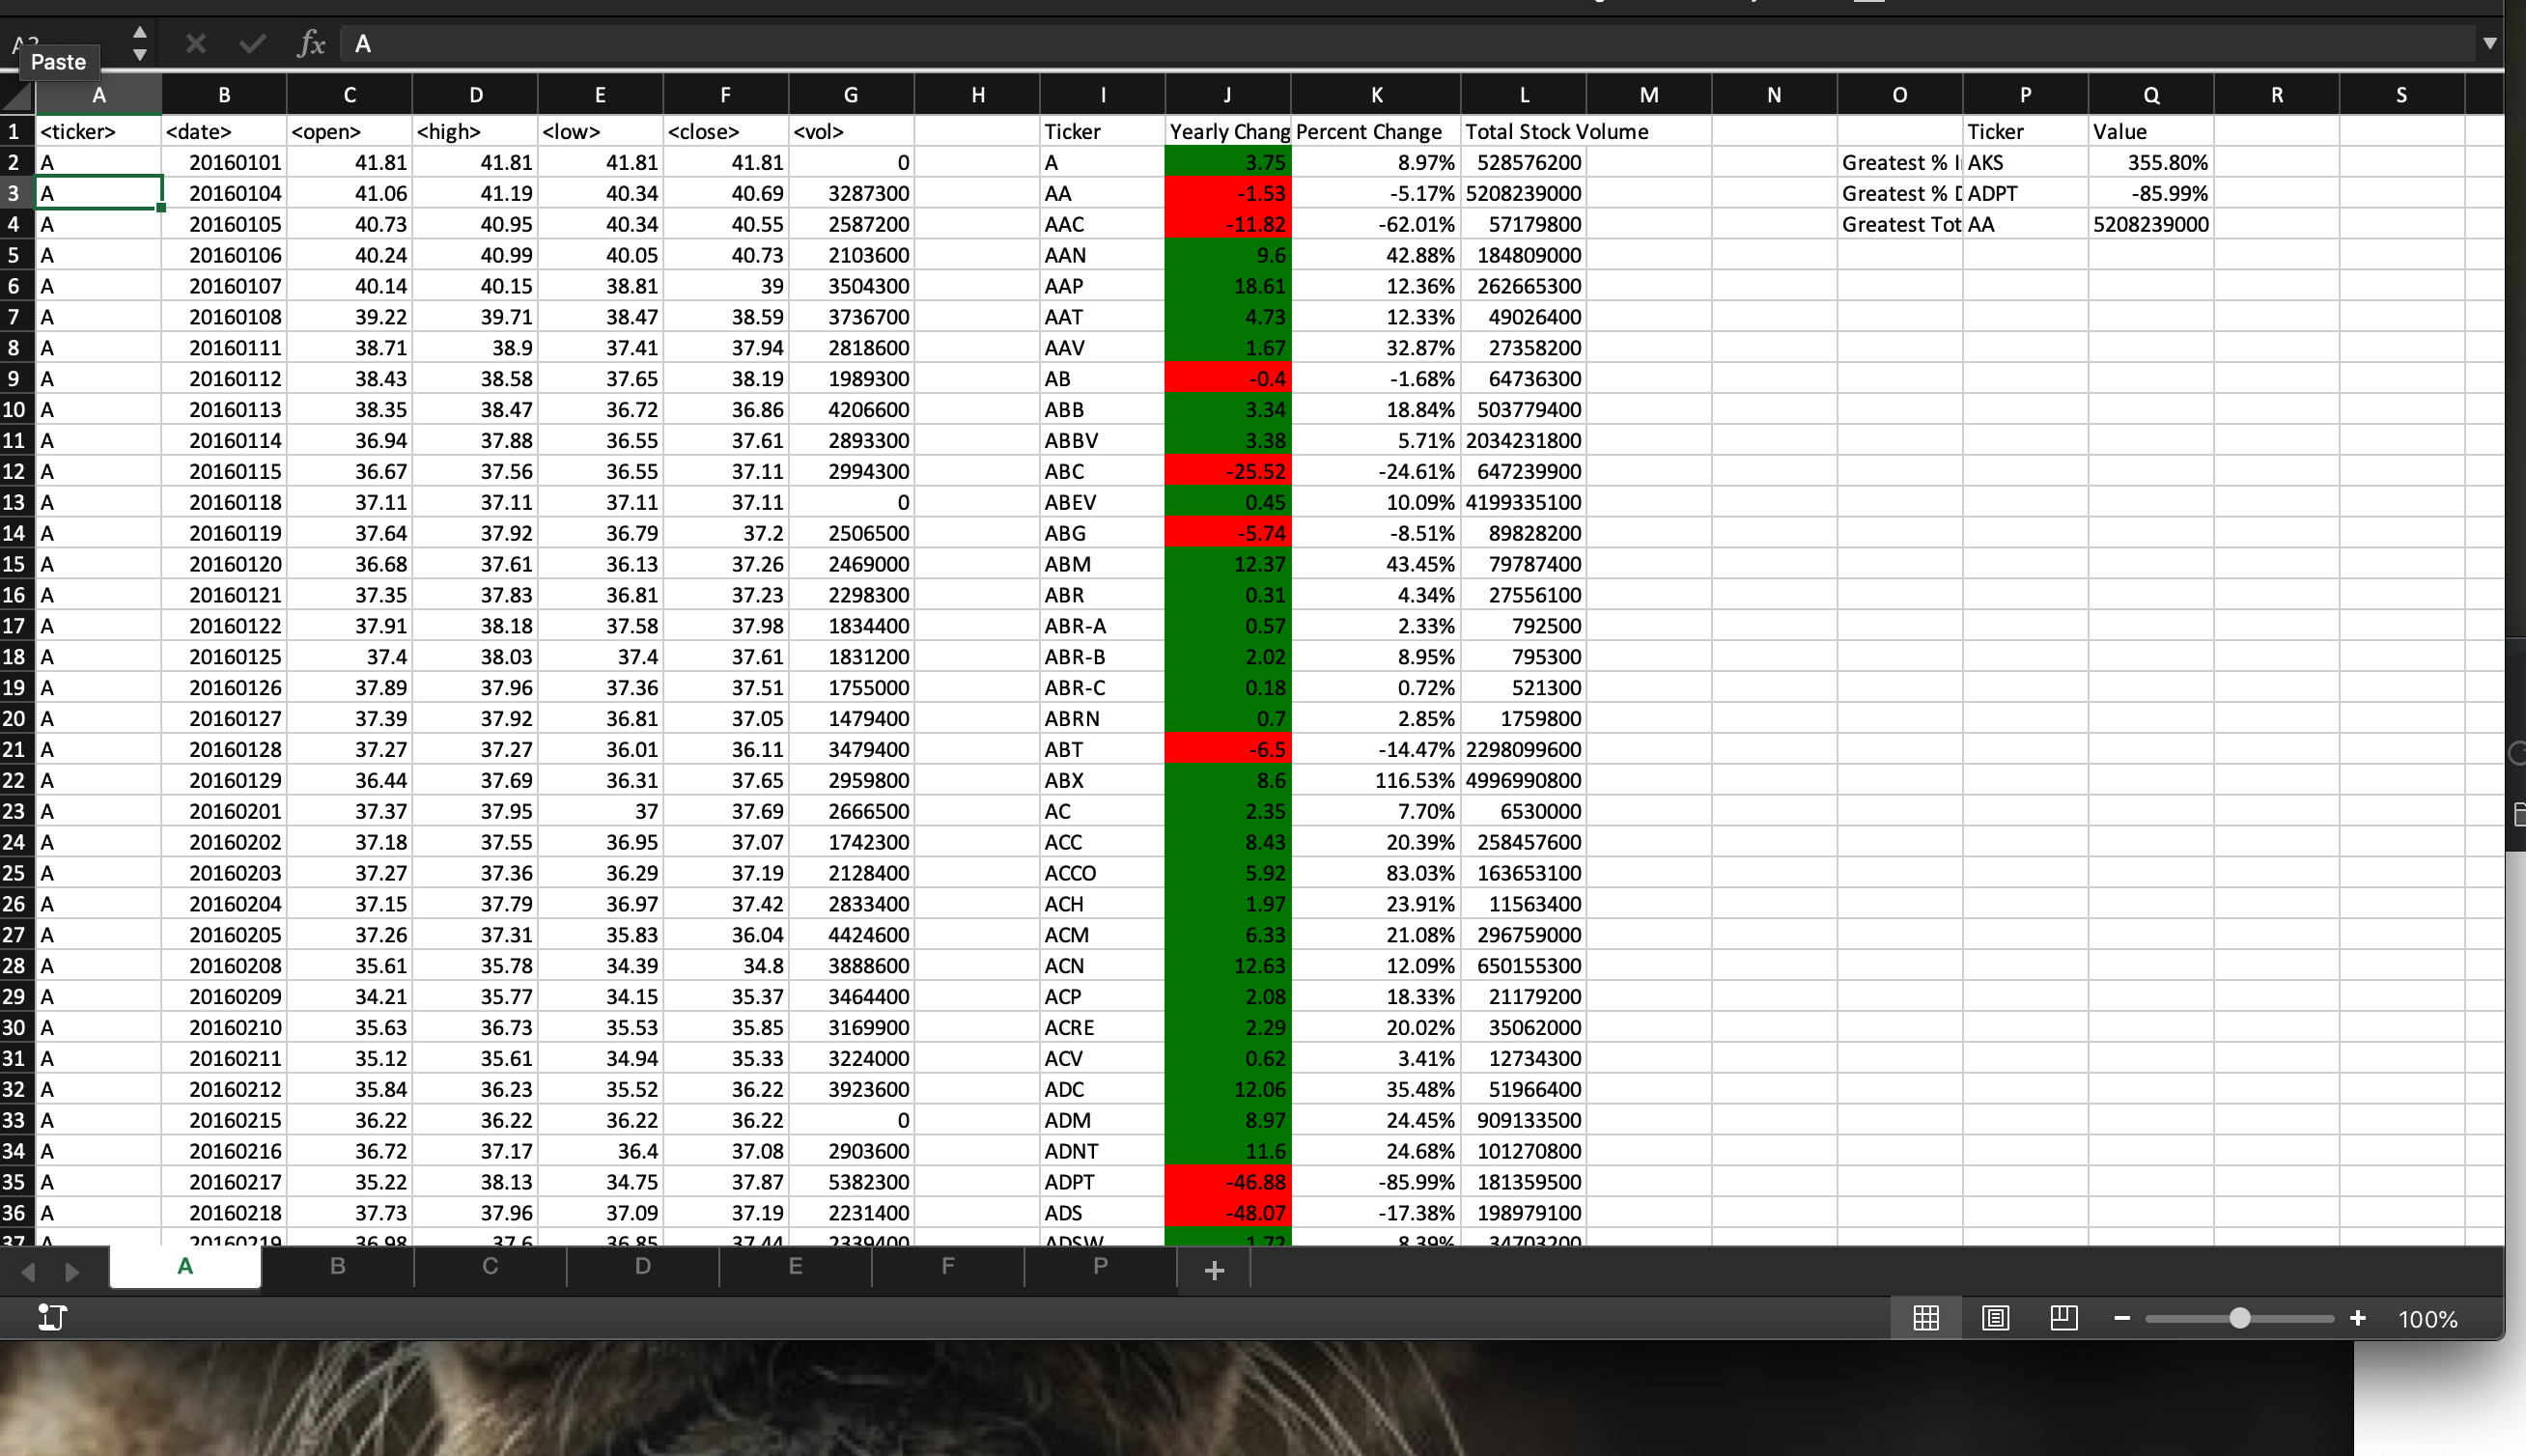 A
Paste
A B C D E F G H I J K L M N O P Q R S
1 <ticker> <date> <open> <high> <low> <close> <vol> Ticker Yearly Chang Percent Change Total Stock Volume Ticker Value
2 A 20160101 41.81 41.81 41.81 41.81 0 A 3.75 8.97% 528576200 Greatest % I AKS 355.80%
3 A 20160104 41.06 41.19 40.34 40.69 3287300 AA -1.53 -5.17% 5208239000 Greatest % D ADPT -85.99%
4 A 20160105 40.73 40.95 40.34 40.55 2587200 AAC -11.82 -62.01% 57179800 Greatest Tot AA 5208239000
5 A 20160106 40.24 40.99 40.05 40.73 2103600 AAN 9.6 42.88% 184809000
6 A 20160107 40.14 40.15 38.81 39 3504300 AAP 18.61 12.36% 262665300
7 A 20160108 39.22 39.71 38.47 38.59 3736700 AAT 4.73 12.33% 49026400
8 A 20160111 38.71 38.9 37.41 37.94 2818600 AAV 1.67 32.87% 27358200
9 A 20160112 38.43 38.58 37.65 38.19 1989300 AB -0.4 -1.68% 64736300
10 A 20160113 38.35 38.47 36.72 36.86 4206600 ABB 3.34 18.84% 503779400
11 A 20160114 36.94 37.88 36.55 37.61 2893300 ABBV 3.38 5.71% 2034231800
12 A 20160115 36.67 37.56 36.55 37.11 2994300 ABC -25.52 -24.61% 647239900
13 A 20160118 37.11 37.11 37.11 37.11 0 ABEV 0.45 10.09% 4199335100
14 A 20160119 37.64 37.92 36.79 37.2 2506500 ABG -5.74 -8.51% 89828200
15 A 20160120 36.68 37.61 36.13 37.26 2469000 ABM 12.37 43.45% 79787400
16 A 20160121 37.35 37.83 36.81 37.23 2298300 ABR 0.31 4.34% 27556100
17 A 20160122 37.91 38.18 37.58 37.98 1834400 ABR-A 0.57 2.33% 792500
18 A 20160125 37.4 38.03 37.4 37.61 1831200 ABR-B 2.02 8.95% 795300
19 A 20160126 37.89 37.96 37.36 37.51 1755000 ABR-C 0.18 0.72% 521300
20 A 20160127 37.39 37.92 36.81 37.05 1479400 ABRN 0.7 2.85% 1759800
21 A 20160128 37.27 37.27 36.01 36.11 3479400 ABT -6.5 -14.47% 2298099600
22 A 20160129 36.44 37.69 36.31 37.65 2959800 ABX 8.6 116.53% 4996990800
23 A 20160201 37.37 37.95 37 37.69 2666500 AC 2.35 7.70% 6530000
24 A 20160202 37.18 37.55 36.95 37.07 1742300 ACC 8.43 20.39% 258457600
25 A 20160203 37.27 37.36 36.29 37.19 2128400 ACCO 5.92 83.03% 163653100
26 A 20160204 37.15 37.79 36.97 37.42 2833400 ACH 1.97 23.91% 11563400
27 A 20160205 37.26 37.31 35.83 36.04 4424600 ACM 6.33 21.08% 296759000
28 A 20160208 35.61 35.78 34.39 34.8 3888600 ACN 12.63 12.09% 650155300
29 A 20160209 34.21 35.77 34.15 35.37 3464400 ACP 2.08 18.33% 21179200
30 A 20160210 35.63 36.73 35.53 35.85 3169900 ACRE 2.29 20.02% 35062000
31 A 20160211 35.12 35.61 34.94 35.33 3224000 ACV 0.62 3.41% 12734300
32 A 20160212 35.84 36.23 35.52 36.22 3923600 ADC 12.06 35.48% 51966400
33 A 20160215 36.22 36.22 36.22 36.22 0 ADM 8.97 24.45% 909133500
34 A 20160216 36.72 37.17 36.4 37.08 2903600 ADNT 11.6 24.68% 101270800
35 A 20160217 35.22 38.13 34.75 37.87 5382300 ADPT -46.88 -85.99% 181359500
36 A 20160218 37.73 37.96 37.09 37.19 2231400 ADS -48.07 -17.38% 198979100
37 A 20160219 36.98 37.6 36.85 37.44 2339400 ADSW 1.72 8.39% 34703200
A B C D E F P
100%